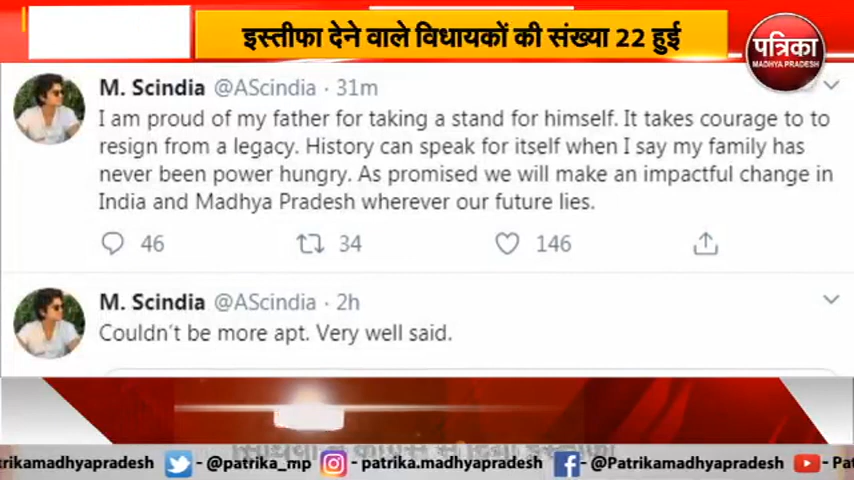 इस्तीफा देने वाले विधायकों की संख्या 22 हुई
पत्रिका
MADHYA PRADESH
M. Scindia @AScindia · 31m
I am proud of my father for taking a stand for himself. It takes courage to to
resign from a legacy. History can speak for itself when I say my family has
never been power hungry. As promised we will make an impactful change in
India and Madhya Pradesh wherever our future lies.
46 34 146
M. Scindia @AScindia · 2h
Couldn't be more apt. Very well said.
trikamadhyapradesh - @patrika_mp - patrika.madhyapradesh - @Patrikamadhyapradesh - Pat